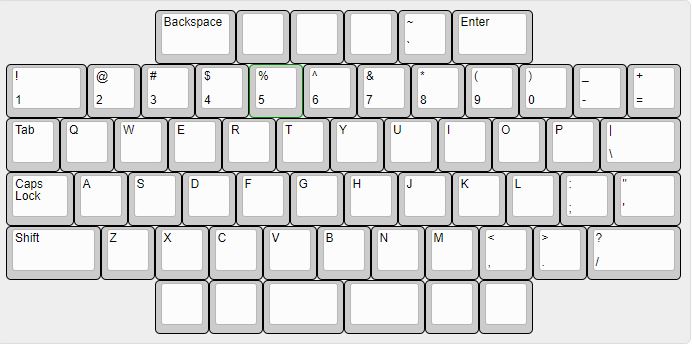 Backspace ~ Enter
`
! @ # $ % ^ & * ( ) _ +
1 2 3 4 5 6 7 8 9 0 - =
Tab Q W E R T Y U I O P |
\
Caps A S D F G H J K L : "
Lock ; '
Shift Z X C V B N M < > ?
, . /